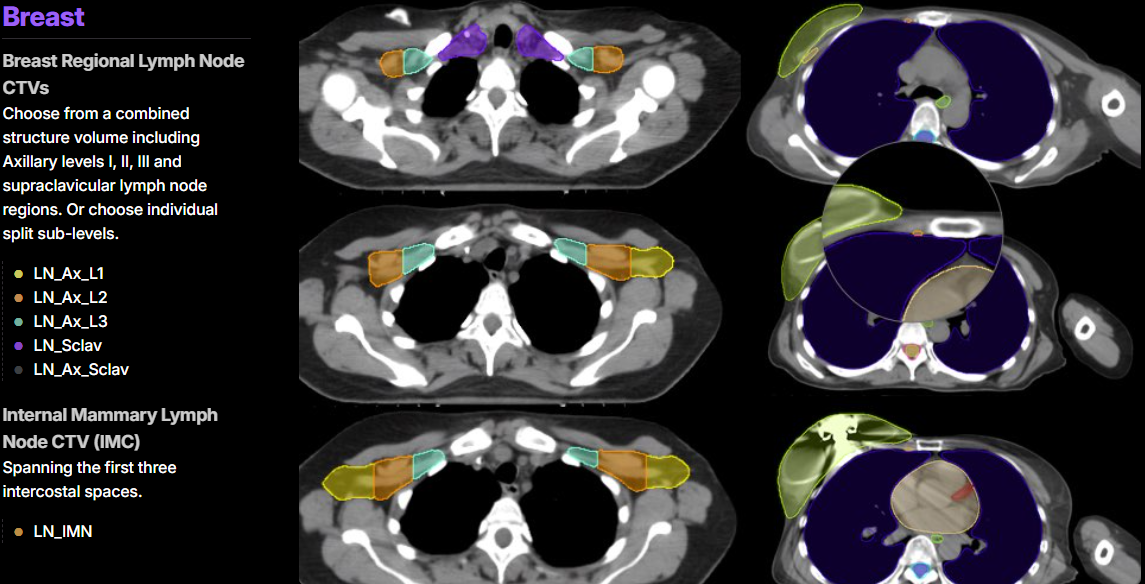 Breast
Breast Regional Lymph Node
CTVs
Choose from a combined
structure volume including
Axillary levels I, II, III and
supraclavicular lymph node
regions. Or choose individual
split sub-levels.
LN_Ax_L1
LN_Ax_L2
LN_Ax_L3
LN_Sclav
LN_Ax_Sclav
Internal Mammary Lymph
Node CTV (IMC)
Spanning the first three
intercostal spaces.
LN_IMN